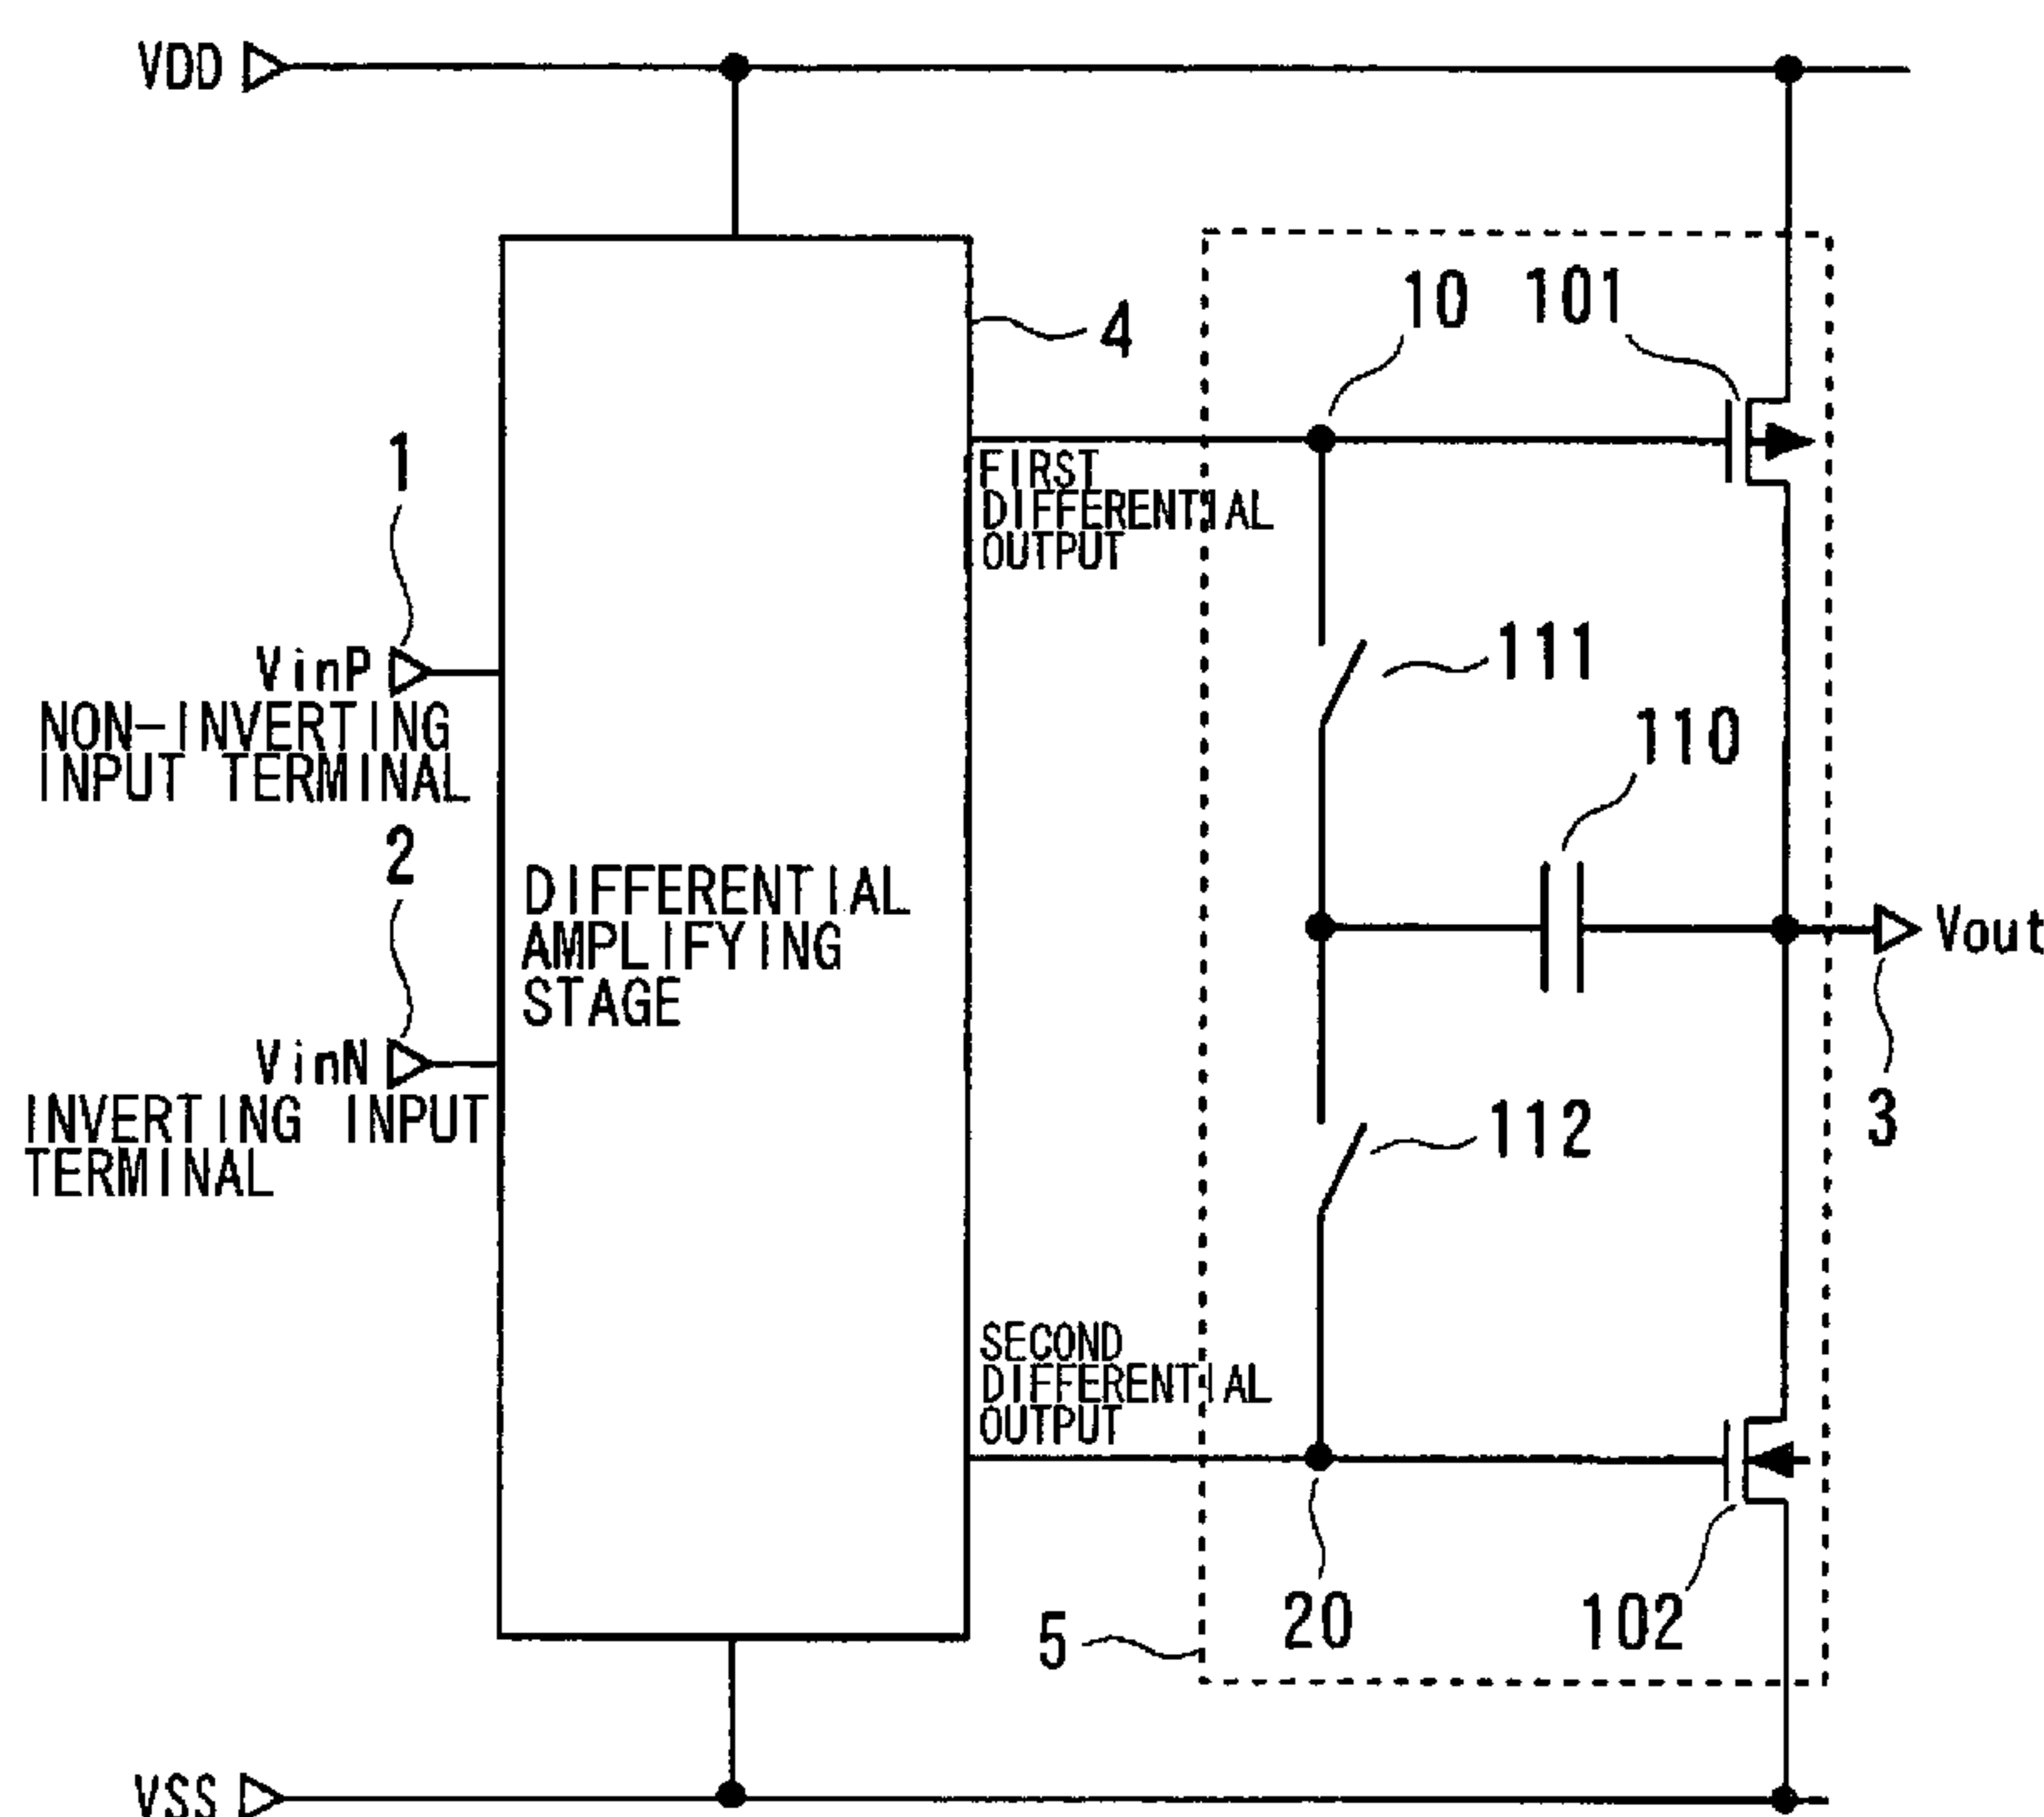 VDD
10
101
4
FIRST
DIFFERENTIAL
OUTPUT
1
111
VinP
NON-INVERTING
INPUT TERMINAL
110
2
DIFFERENTIAL
AMPLIFYING
STAGE
Vout
VinN
INVERTING INPUT
TERMINAL
112
3
SECOND
DIFFERENTIAL
OUTPUT
5
20
102
VSS